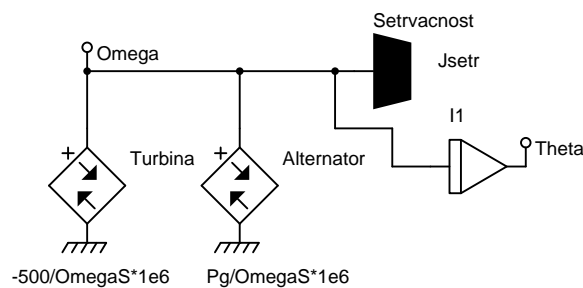 Setrvacnost
Omega
Jsetr
I1
+
Turbina
+
Alternator
Theta
-500/OmegaS*1e6
Pg/OmegaS*1e6